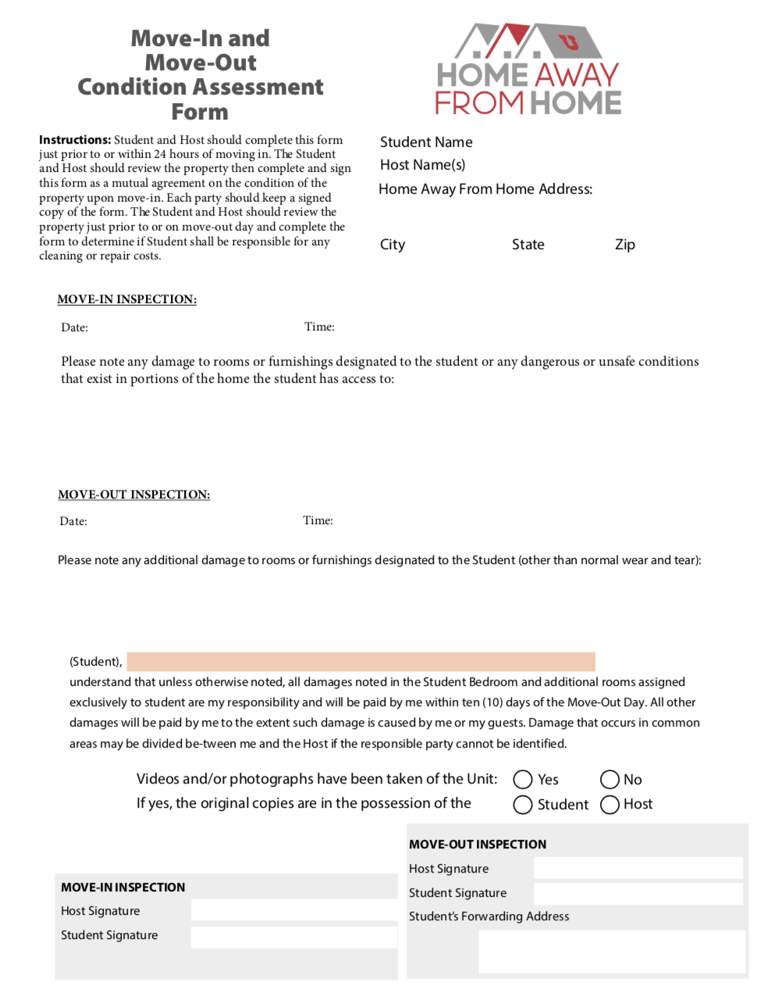 Move-In and
Move-Out
Condition Assessment
Form
HOME AWAY
FROM HOME
Instructions: Student and Host should complete this form
just prior to or within 24 hours of moving in. The Student
and Host should review the property then complete and sign
this form as a mutual agreement on the condition of the
property upon move-in. Each party should keep a signed
copy of the form. The Student and Host should review the
property just prior to or on move-out day and complete the
form to determine if Student shall be responsible for any
cleaning or repair costs.
Student Name
Host Name(s)
Home Away From Home Address:
City State Zip
MOVE-IN INSPECTION:
Date: Time:
Please note any damage to rooms or furnishings designated to the student or any dangerous or unsafe conditions
that exist in portions of the home the student has access to:
MOVE-OUT INSPECTION:
Date: Time:
Please note any additional damage to rooms or furnishings designated to the Student (other than normal wear and tear):
(Student),
understand that unless otherwise noted, all damages noted in the Student Bedroom and additional rooms assigned
exclusively to student are my responsibility and will be paid by me within ten (10) days of the Move-Out Day. All other
damages will be paid by me to the extent such damage is caused by me or my guests. Damage that occurs in common
areas may be divided be-tween me and the Host if the responsible party cannot be identified.
Videos and/or photographs have been taken of the Unit: Yes No
If yes, the original copies are in the possession of the Student Host
MOVE-IN INSPECTION
Host Signature
Student Signature
MOVE-OUT INSPECTION
Host Signature
Student Signature
Student's Forwarding Address